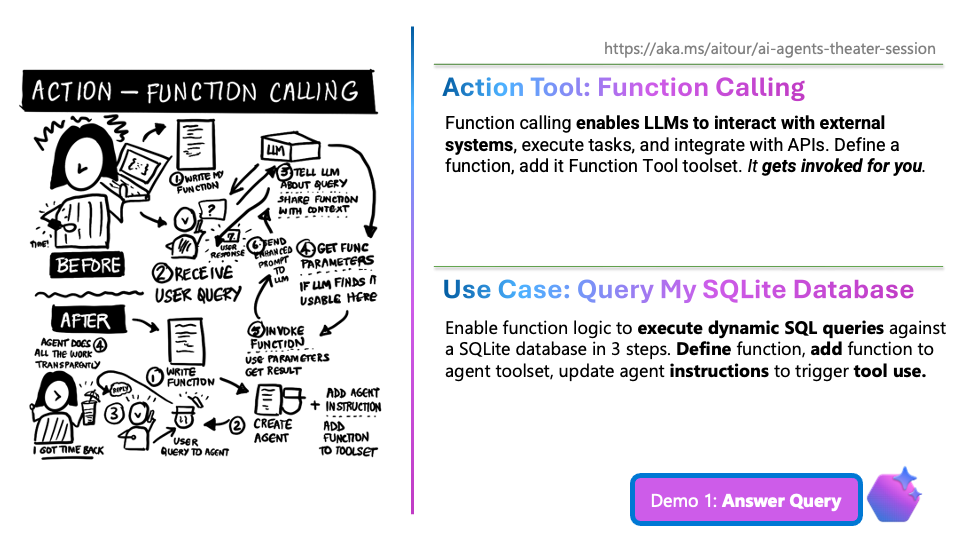 https://aka.ms/aitour/ai-agents-theater-session
ACTION – FUNCTION CALLING
{;}
① WRITE MY
FUNCTION
LLM
③ TELL LLM
ABOUT QUERY
SHARE FUNCTION
WITH CONTEXT
?
TIME!
BEFORE
② RECEIVE
USER QUERY
7.
USER
RESPONSE
⑥ SEND
ENHANCED
PROMPT
TO
LLM
④ GET FUNC
PARAMETERS
IF LLM FINDS IT
USABLE HERE
⑤ INVOKE
FUNCTION
USE PARAMETERS
GET RESULT
AFTER
AGENT DOES ④
ALL THE WORK
TRANSPARENTLY
① WRITE
FUNCTION
REPLY
③
I GOT TIME BACK
USER
QUERY TO AGENT
②
CREATE
AGENT
+ ADD AGENT
INSTRUCTION
ADD
FUNCTION
TO TOOLSET
Action Tool: Function Calling
Function calling enables LLMs to interact with external
systems, execute tasks, and integrate with APIs. Define a
function, add it Function Tool toolset. It gets invoked for you.
Use Case: Query My SQLite Database
Enable function logic to execute dynamic SQL queries against
a SQLite database in 3 steps. Define function, add function to
agent toolset, update agent instructions to trigger tool use.
Demo 1: Answer Query